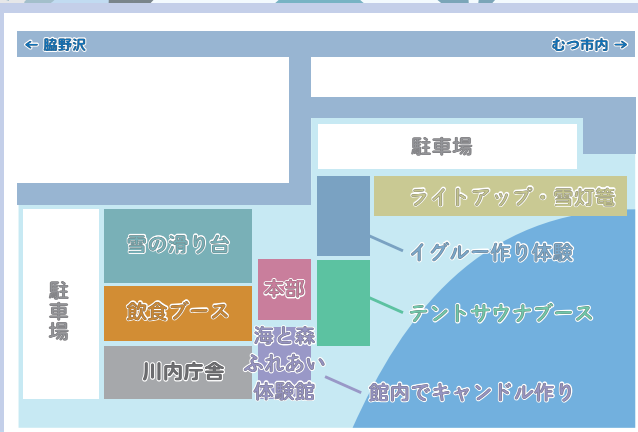 ← 脇野沢
むつ市内 →
駐車場
ライトアップ・雪灯篭
雪の滑り台
イグルー作り体験
本部
駐車場
飲食ブース
テントサウナブース
海と森
ふれあい
体験館
川内庁舎
館内でキャンドル作り